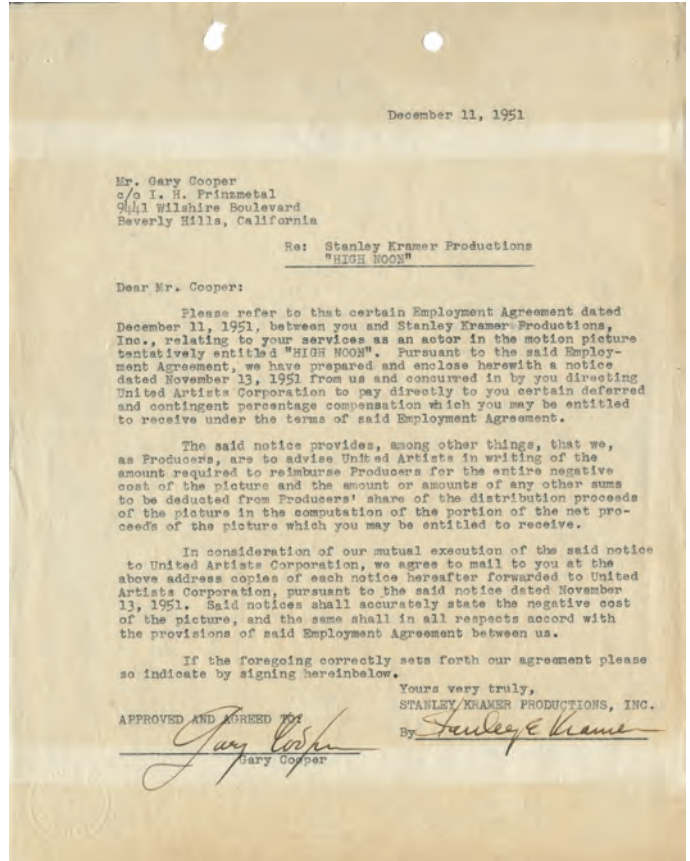 December 11, 1951
Mr. Gary Cooper
c/o I. H. Prinzmetal
9441 Wilshire Boulevard
Beverly Hills, California
Re: Stanley Kramer Productions
"HIGH NOON"
Dear Mr. Cooper:
Please refer to that certain Employment Agreement dated
December 11, 1951, between you and Stanley Kramer Productions,
Inc., relating to your services as an actor in the motion picture
tentatively entitled "HIGH NOON". Pursuant to the said Employ-
ment Agreement, we have prepared and enclose herewith a notice
dated November 13, 1951 from us and concurred in by you directing
United Artists Corporation to pay directly to you certain deferred
and contingent percentage compensation which you may be entitled
to receive under the terms of said Employment Agreement.
The said notice provides, among other things, that we,
as Producers, are to advise United Artists in writing of the
amount required to reimburse Producers for the entire negative
cost of the picture and the amount or amounts of any other sums
to be deducted from Producers' share of the distribution proceeds
of the picture in the computation of the portion of the net pro-
ceeds of the picture which you may be entitled to receive.
In consideration of our mutual execution of the said notice
to United Artists Corporation, we agree to mail to you at the
above address copies of each notice hereafter forwarded to United
Artists Corporation, pursuant to the said notice dated November
13, 1951. Said notices shall accurately state the negative cost
of the picture, and the same shall in all respects accord with
the provisions of said Employment Agreement between us.
If the foregoing correctly sets forth our agreement please
so indicate by signing hereinbelow.
Yours very truly,
STANLEY KRAMER PRODUCTIONS, INC.
APPROVED AND AGREED TO:
By Stanley E Kramer
Gary Cooper
Gary Cooper